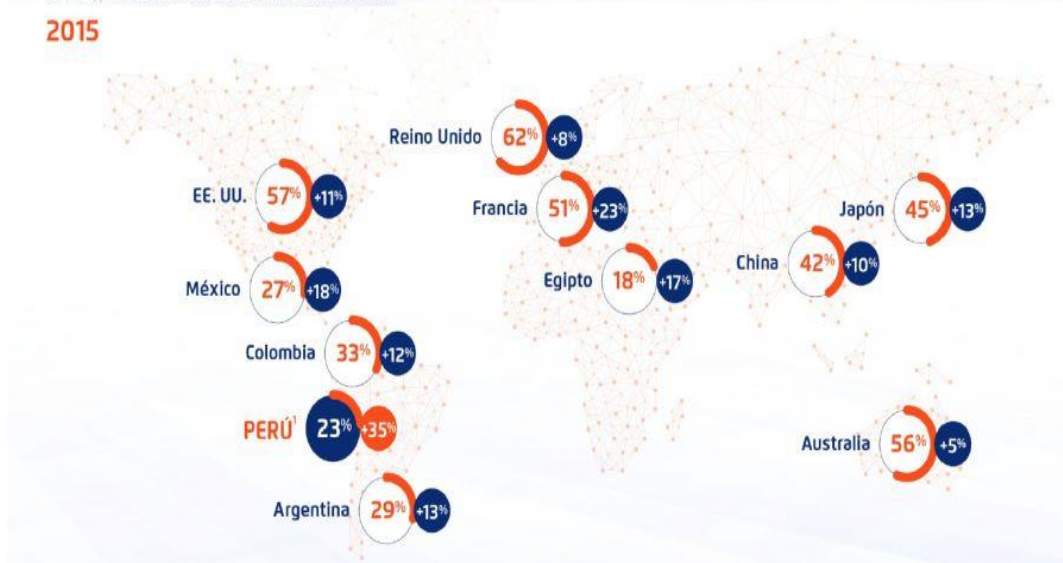 2015
Reino Unido 62% +8%
EE. UU. 57% +11%
Francia 51% +23%
Japón 45% +13%
China 42% +10%
Egipto 18% +17%
México 27% +18%
Colombia 33% +12%
PERÚ¹ 23% +35%
Australia 56% +5%
Argentina 29% +13%